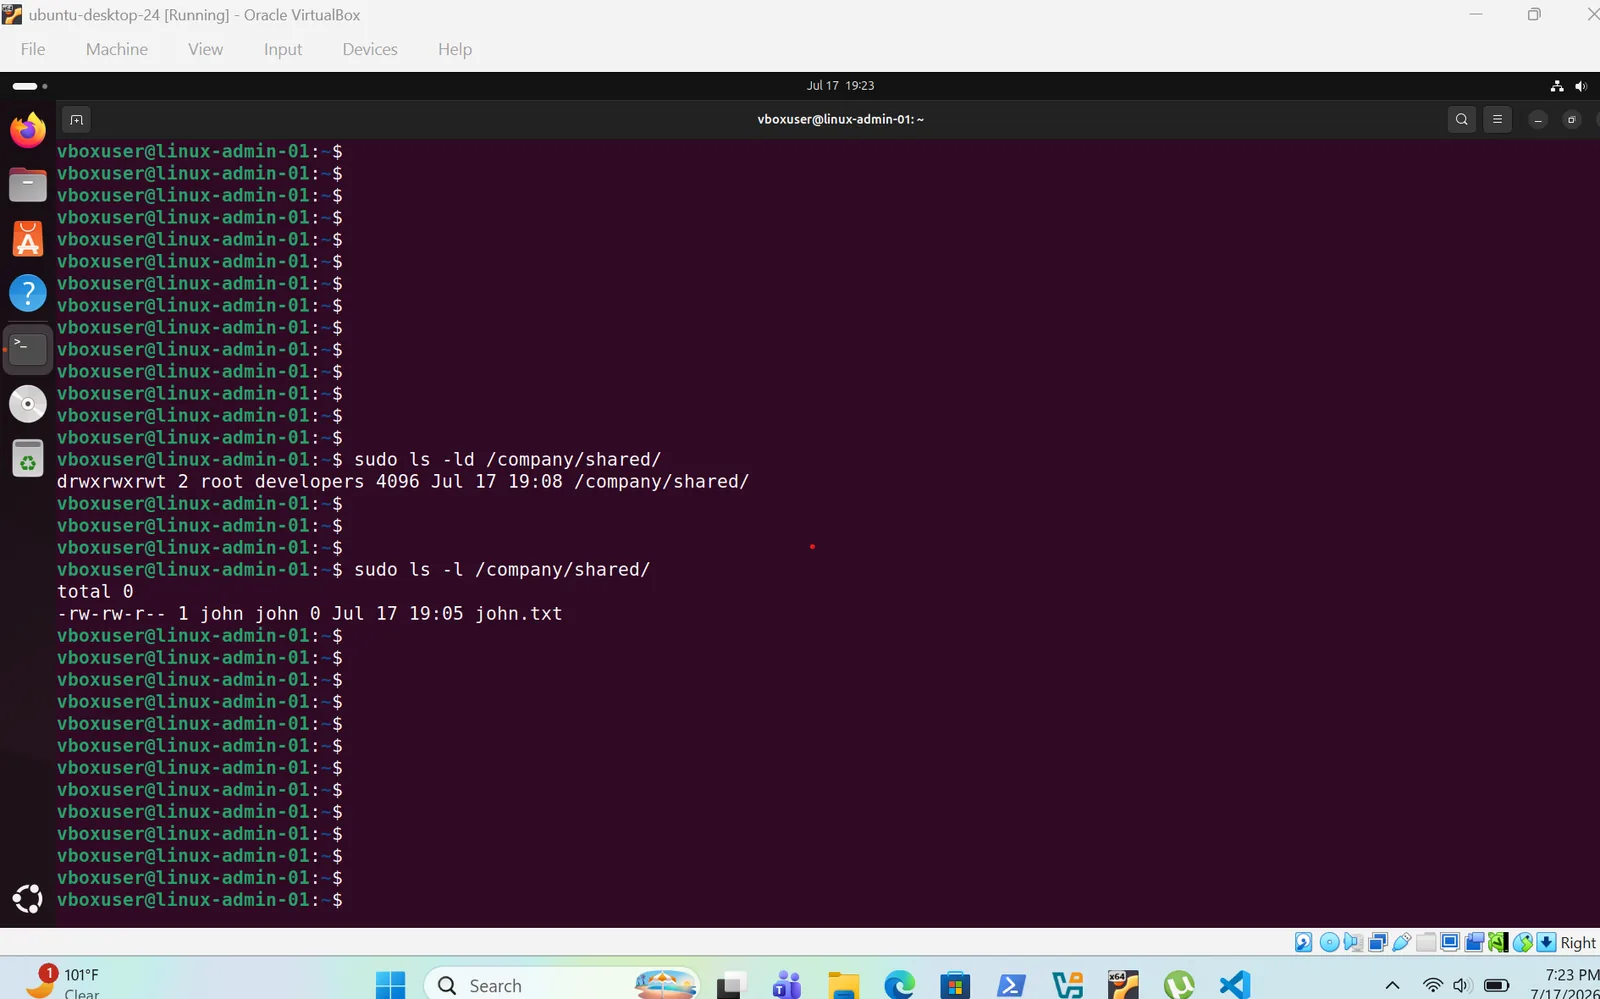 ubuntu-desktop-24 [Running] - Oracle VirtualBox
File Machine View Input Devices Help
Jul 17 19:23
vboxuser@linux-admin-01: ~
vboxuser@linux-admin-01:~$
vboxuser@linux-admin-01:~$
vboxuser@linux-admin-01:~$
vboxuser@linux-admin-01:~$
vboxuser@linux-admin-01:~$
vboxuser@linux-admin-01:~$
vboxuser@linux-admin-01:~$
vboxuser@linux-admin-01:~$
vboxuser@linux-admin-01:~$
vboxuser@linux-admin-01:~$
vboxuser@linux-admin-01:~$
vboxuser@linux-admin-01:~$
vboxuser@linux-admin-01:~$
vboxuser@linux-admin-01:~$
vboxuser@linux-admin-01:~$ sudo ls -ld /company/shared/
drwxrwxrwt 2 root developers 4096 Jul 17 19:08 /company/shared/
vboxuser@linux-admin-01:~$
vboxuser@linux-admin-01:~$
vboxuser@linux-admin-01:~$
vboxuser@linux-admin-01:~$ sudo ls -l /company/shared/
total 0
-rw-rw-r-- 1 john john 0 Jul 17 19:05 john.txt
vboxuser@linux-admin-01:~$
vboxuser@linux-admin-01:~$
vboxuser@linux-admin-01:~$
vboxuser@linux-admin-01:~$
vboxuser@linux-admin-01:~$
vboxuser@linux-admin-01:~$
vboxuser@linux-admin-01:~$
vboxuser@linux-admin-01:~$
vboxuser@linux-admin-01:~$
vboxuser@linux-admin-01:~$
vboxuser@linux-admin-01:~$
vboxuser@linux-admin-01:~$
vboxuser@linux-admin-01:~$
Right
1
101°F
Clear
Search
x64
7:23 PM
7/17/202